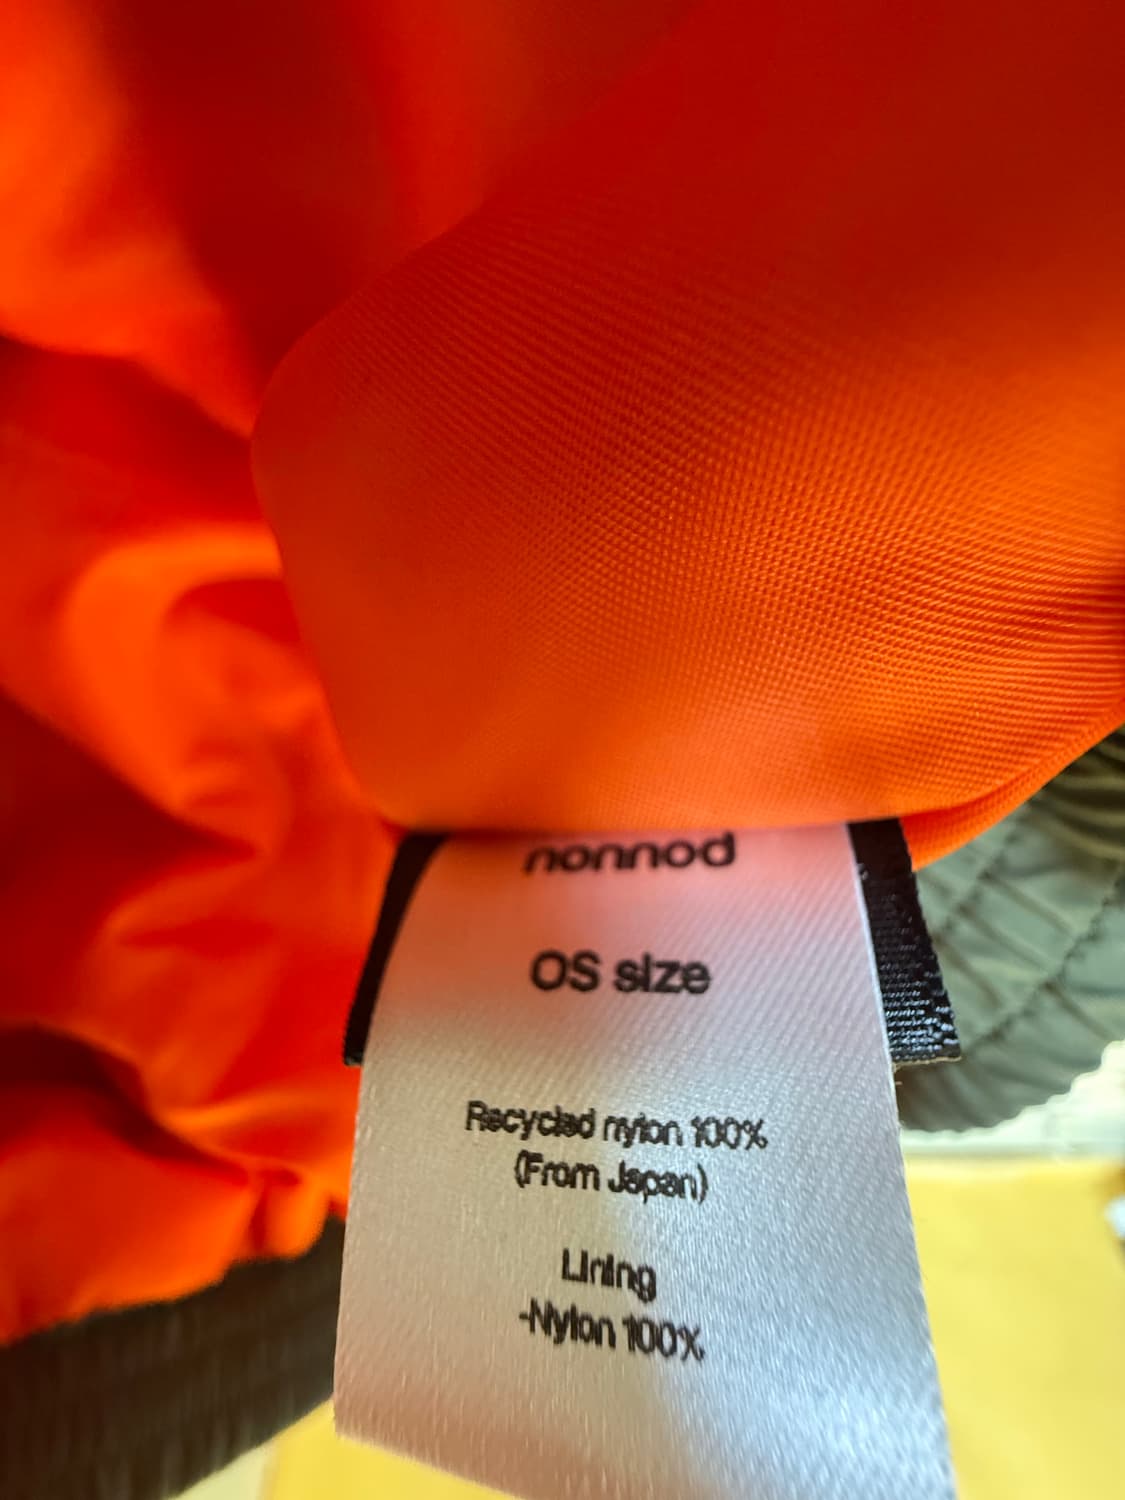 nonnod
OS size
Recycled nylon 100%
(From Japan)
Lining
-Nylon 100%